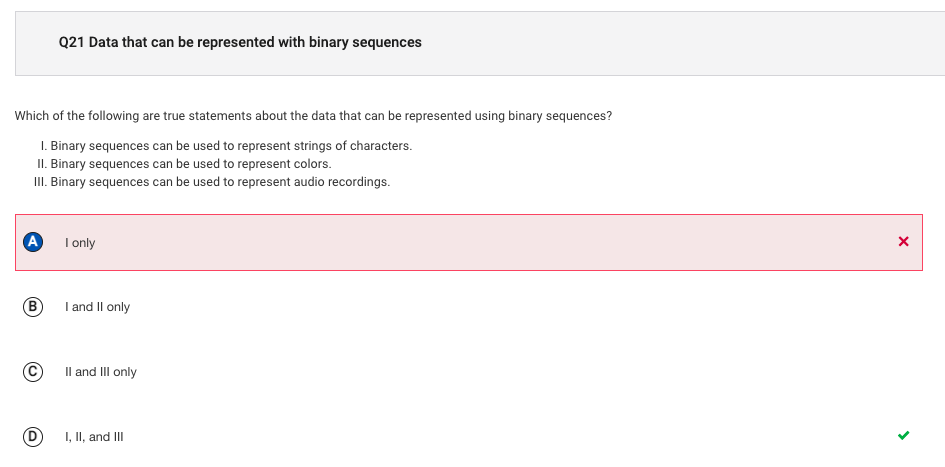 Q21 Data that can be represented with binary sequences
Which of the following are true statements about the data that can be represented using binary sequences?
I. Binary sequences can be used to represent strings of characters.
II. Binary sequences can be used to represent colors.
III. Binary sequences can be used to represent audio recordings.
A I only
B I and II only
C II and III only
D I, II, and III